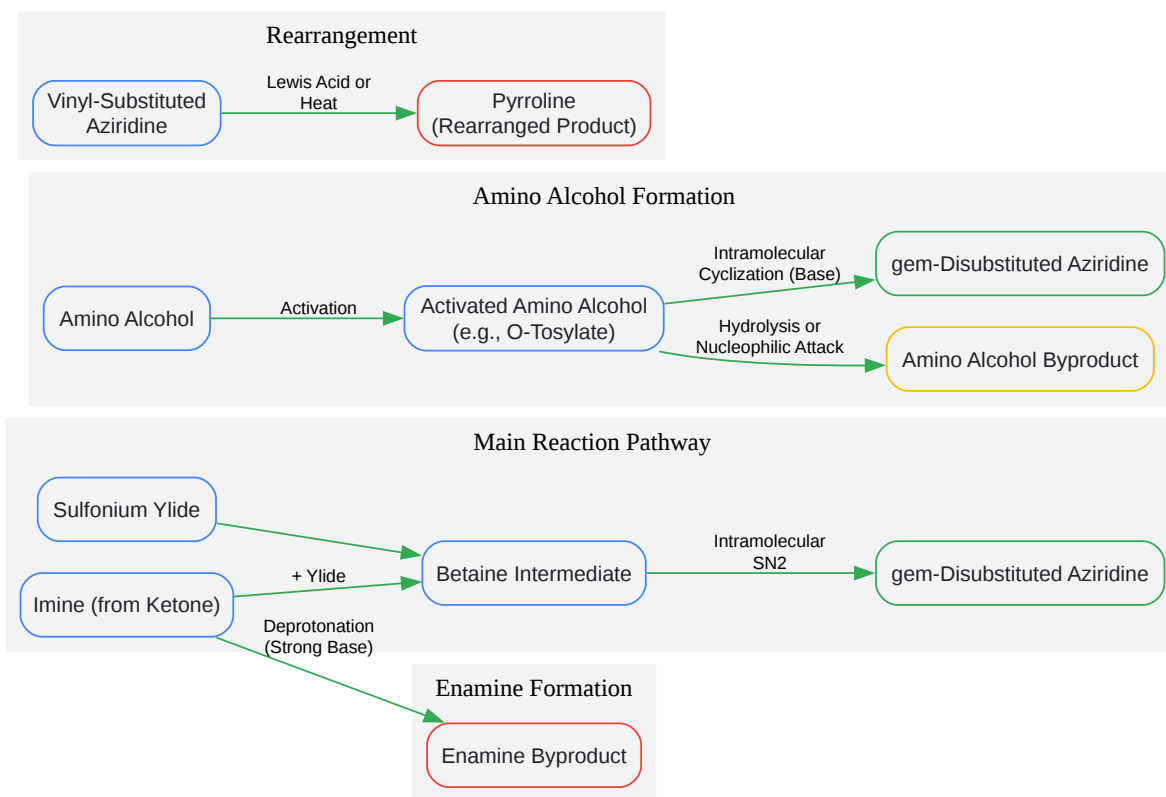 Rearrangement
Vinyl-Substituted
Aziridine
Lewis Acid or
Heat
Pyrroline
(Rearranged Product)
Amino Alcohol Formation
Amino Alcohol
Activation
Activated Amino Alcohol
(e.g., O-Tosylate)
Intramolecular
Cyclization (Base)
gem-Disubstituted Aziridine
Hydrolysis or
Nucleophilic Attack
Amino Alcohol Byproduct
Main Reaction Pathway
Sulfonium Ylide
Imine (from Ketone)
+ Ylide
Betaine Intermediate
Intramolecular
SN2
gem-Disubstituted Aziridine
Deprotonation
(Strong Base)
Enamine Formation
Enamine Byproduct